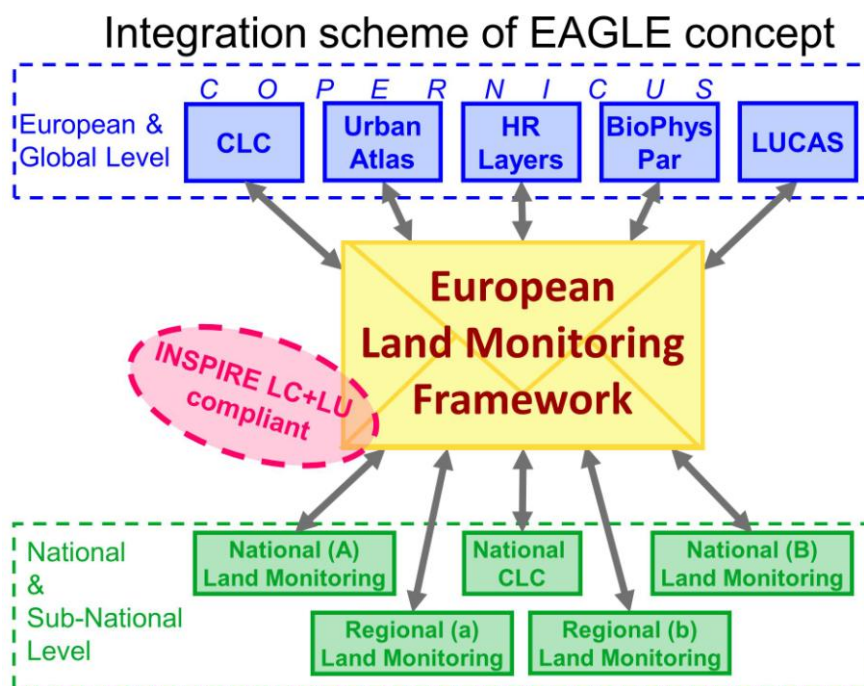 Integration scheme of EAGLE concept
C O P E R N I C U S
European &
Global Level
CLC
Urban
Atlas
HR
Layers
BioPhys
Par
LUCAS
European
Land Monitoring
Framework
INSPIRE LC+LU
compliant
National
&
Sub-National
Level
National (A)
Land Monitoring
National
CLC
National (B)
Land Monitoring
Regional (a)
Land Monitoring
Regional (b)
Land Monitoring